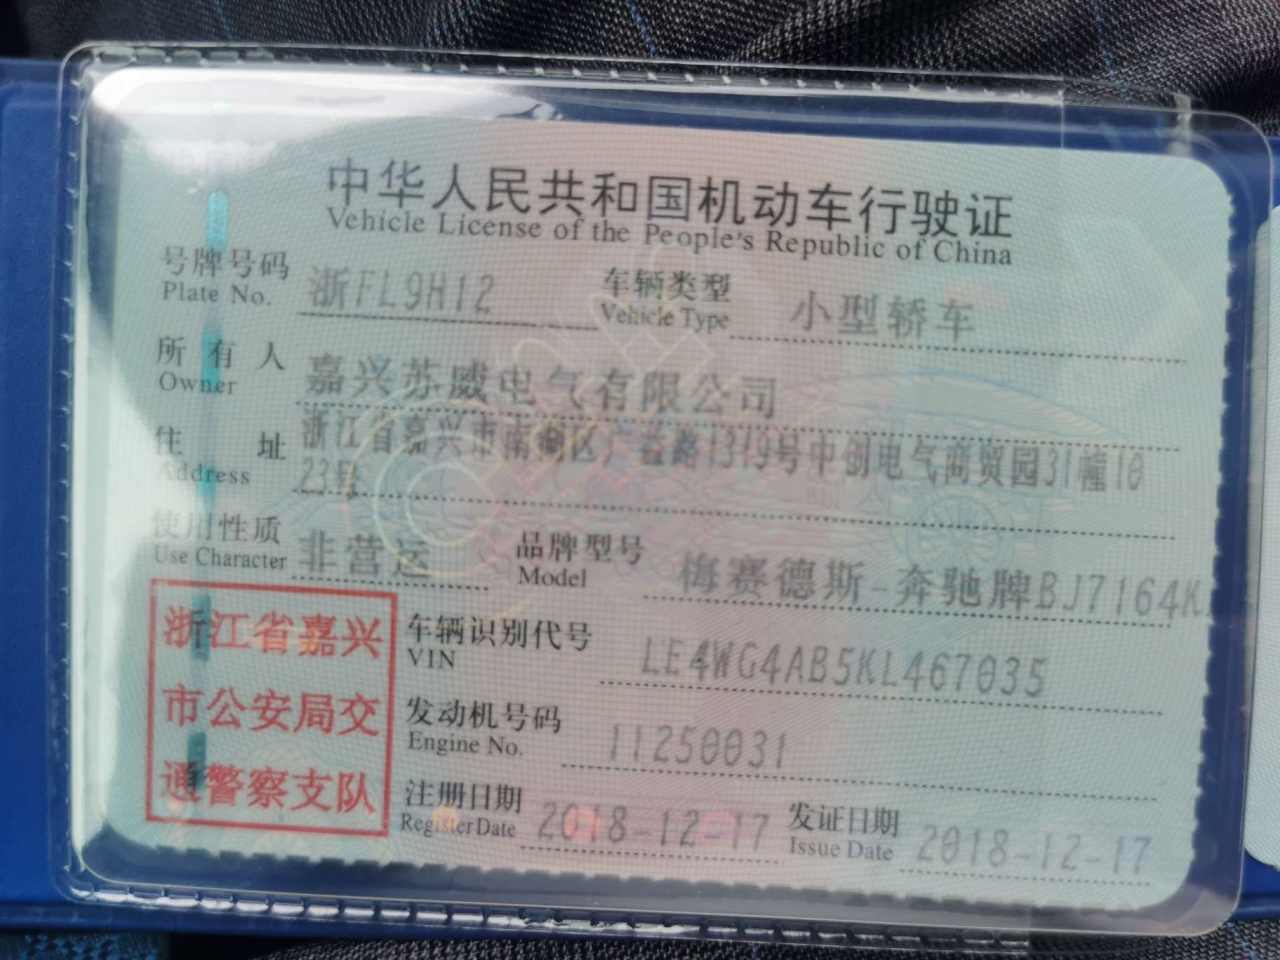 中华人民共和国机动车行驶证
Vehicle License of the People's Republic of China
号牌号码 浙FL9H12 车辆类型 小型轿车
Plate No. Vehicle Type
所有人 嘉兴苏威电气有限公司
Owner
住址 浙江省嘉兴市南湖区广益路1319号中创电气商贸园31幢10
Address 23号
使用性质 非营运 品牌型号 梅赛德斯-奔驰牌BJ7164K
Use Character Model
浙江省嘉兴
市公安局交
通警察支队
车辆识别代号 LE4WG4AB5KL467035
VIN
发动机号码 11250031
Engine No.
注册日期 2018-12-17 发证日期 2018-12-17
Register Date Issue Date